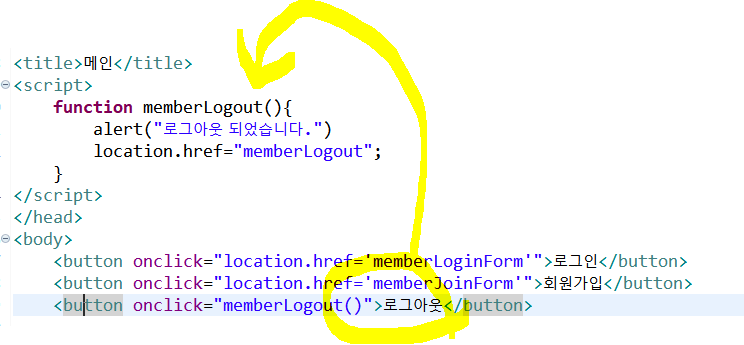 <title>메인</title>
<script>
function memberLogout(){
alert("로그아웃 되었습니다.")
location.href="memberLogout";
}
</script>
</head>
<body>
<button onclick="location.href='memberLoginForm'">로그인</button>
<button onclick="location.href='memberJoinForm'">회원가입</button>
<button onclick="memberLogout()">로그아웃</button>